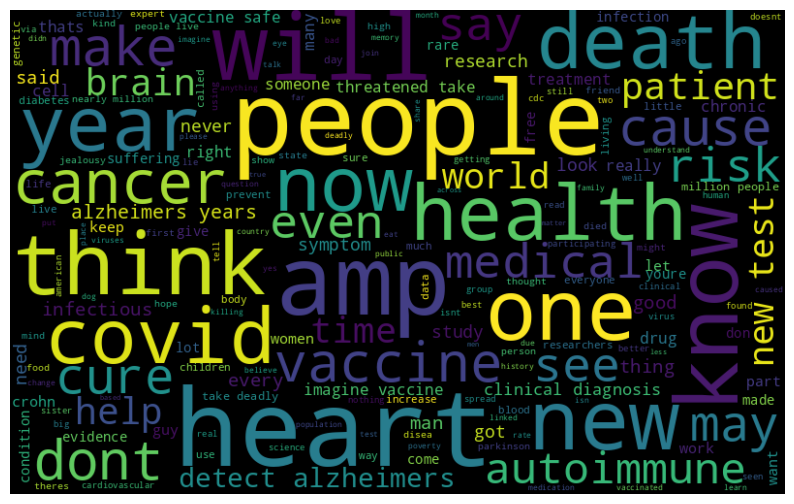 actually expert
kind
people live
vaccine safe
love
high
month
infection
doesnt
genetic
via
thats
imagine
many
eye
bad
join
memory
rare
ago
make
will
say
death
didn
said
cell
brain
called
using
anything
talk
day
research
still friend
diabetes nearly million
someone threatened take
far
around
cdc
two
treatment
little
patient
year
never
people
deadly
share
free
living
chronic
cause
please
lie
jealousy
suffering
right
show
state
sure
getting
understand
look really
risk
cancer
prevent
now
world
question
true
across
family
well
million people
life
alzheimers years
even
health
live
keep
give
eat
read
matter
human
put
place
first
country
symptom
much
died
participating
might
let
youre
viruses
tell
yes
public
isnt
think
amp
medical
know
new test
american
dog
hope
body
killing
data
group
thought
everyone
clinical
virus
caused
found
infectious
time
study
best
one
good
don
mind
women
researchers
drug
better
less
covid
lot
due
men
person
need
food
children
believe
history
isn
thing
part
change
cure
every
vaccine
see
made
crohn
sister
based
nothing
imagine vaccine
clinical diagnosis
help
take deadly
increase
spread
linked
heart
new
may
condition
big
guy
population
blood
man
got
work
want
evidence
real
test
disea
way
parkinson
rate
dont
theres
use
science
poverty
come
autoimmune
cardiovascular
detect alzheimers
medication
vaccinated
learn